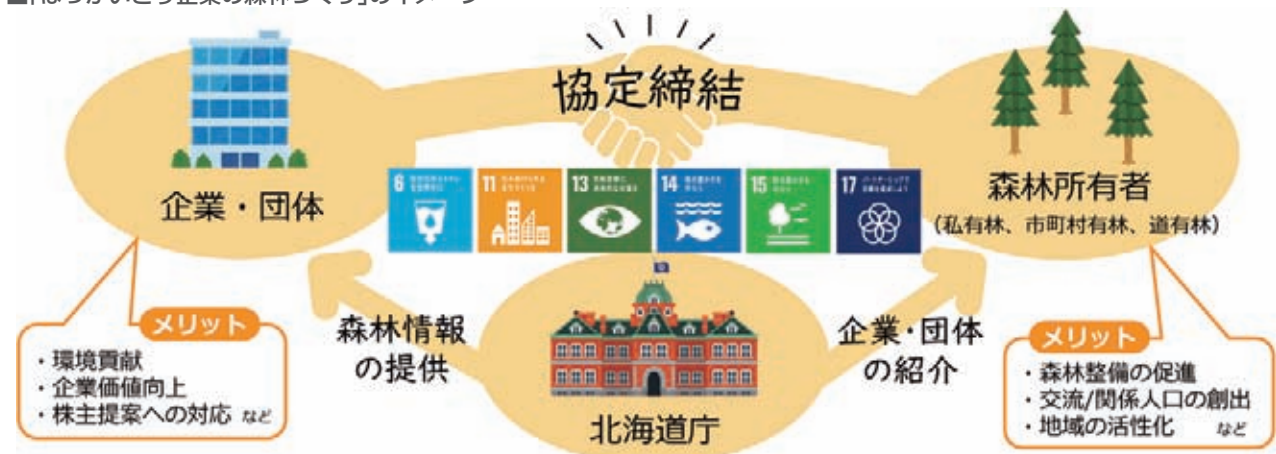 協定締結
6
11
13
14
15
17
企業・団体
森林所有者
(私有林、市町村有林、道有林)
メリット
・環境貢献
・企業価値向上
・株主提案への対応 など
森林情報
の提供
企業・団体
の紹介
北海道庁
メリット
・森林整備の促進
・交流/関係人口の創出
・地域の活性化 など